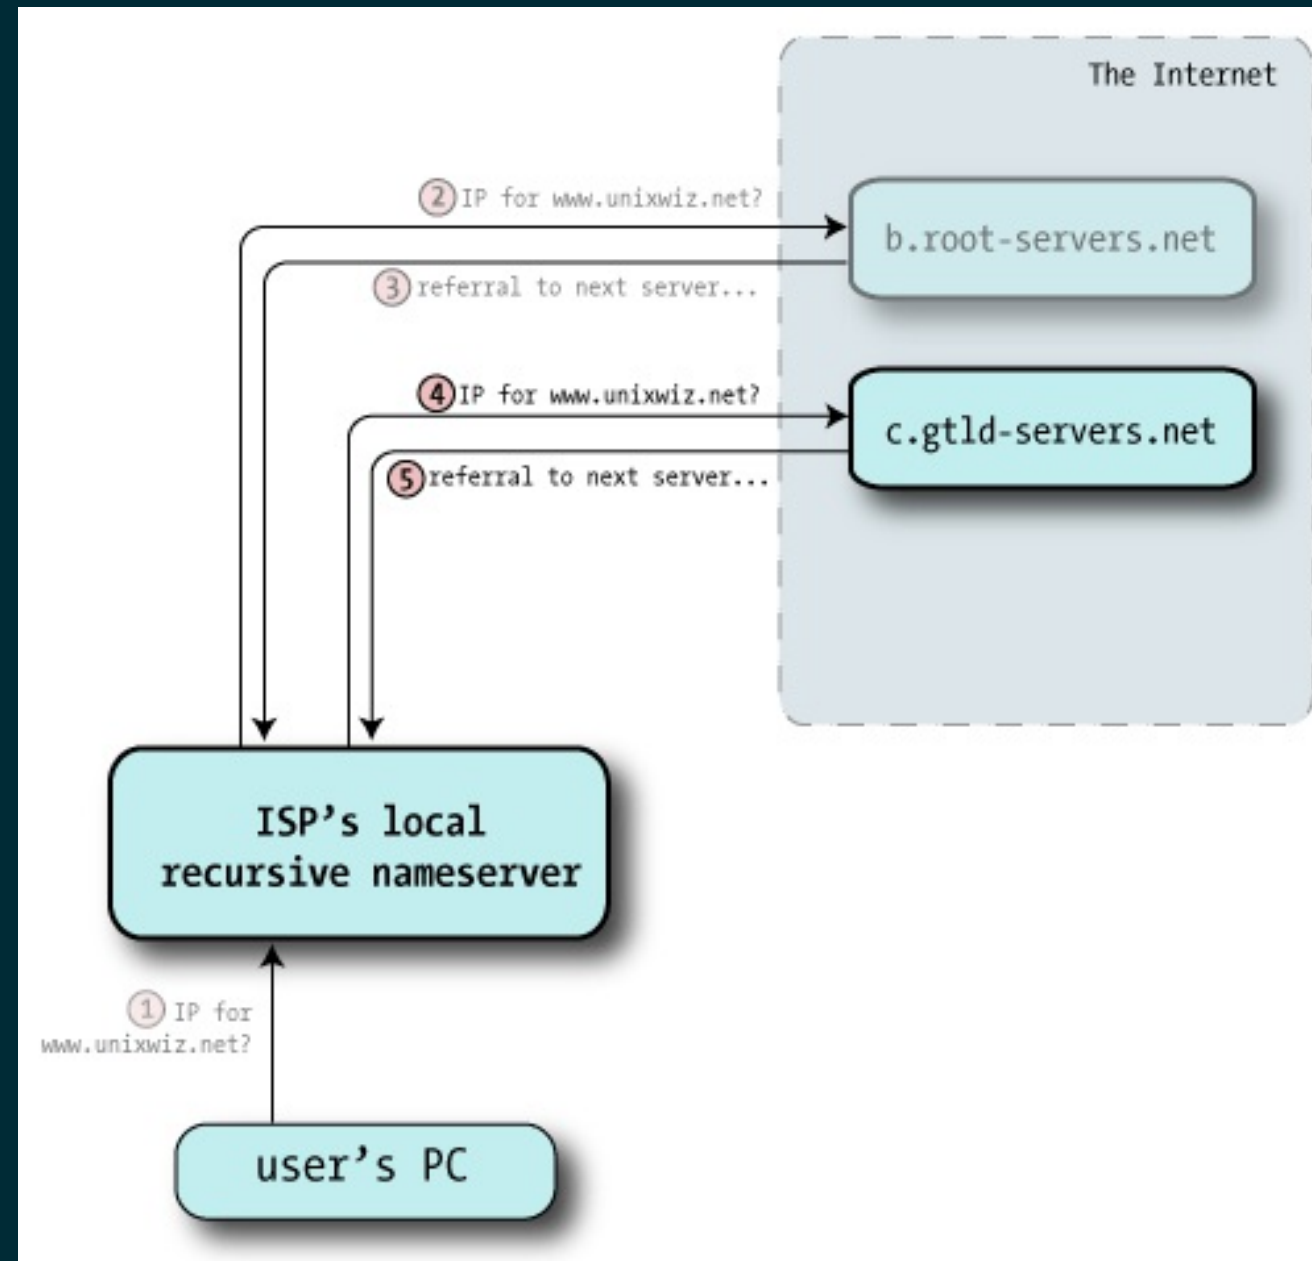 The Internet
2 IP for www.unixwiz.net?
b.root-servers.net
3 referral to next server...
4 IP for www.unixwiz.net?
c.gtld-servers.net
5 referral to next server...
ISP's local
recursive nameserver
1 IP for
www.unixwiz.net?
user's PC